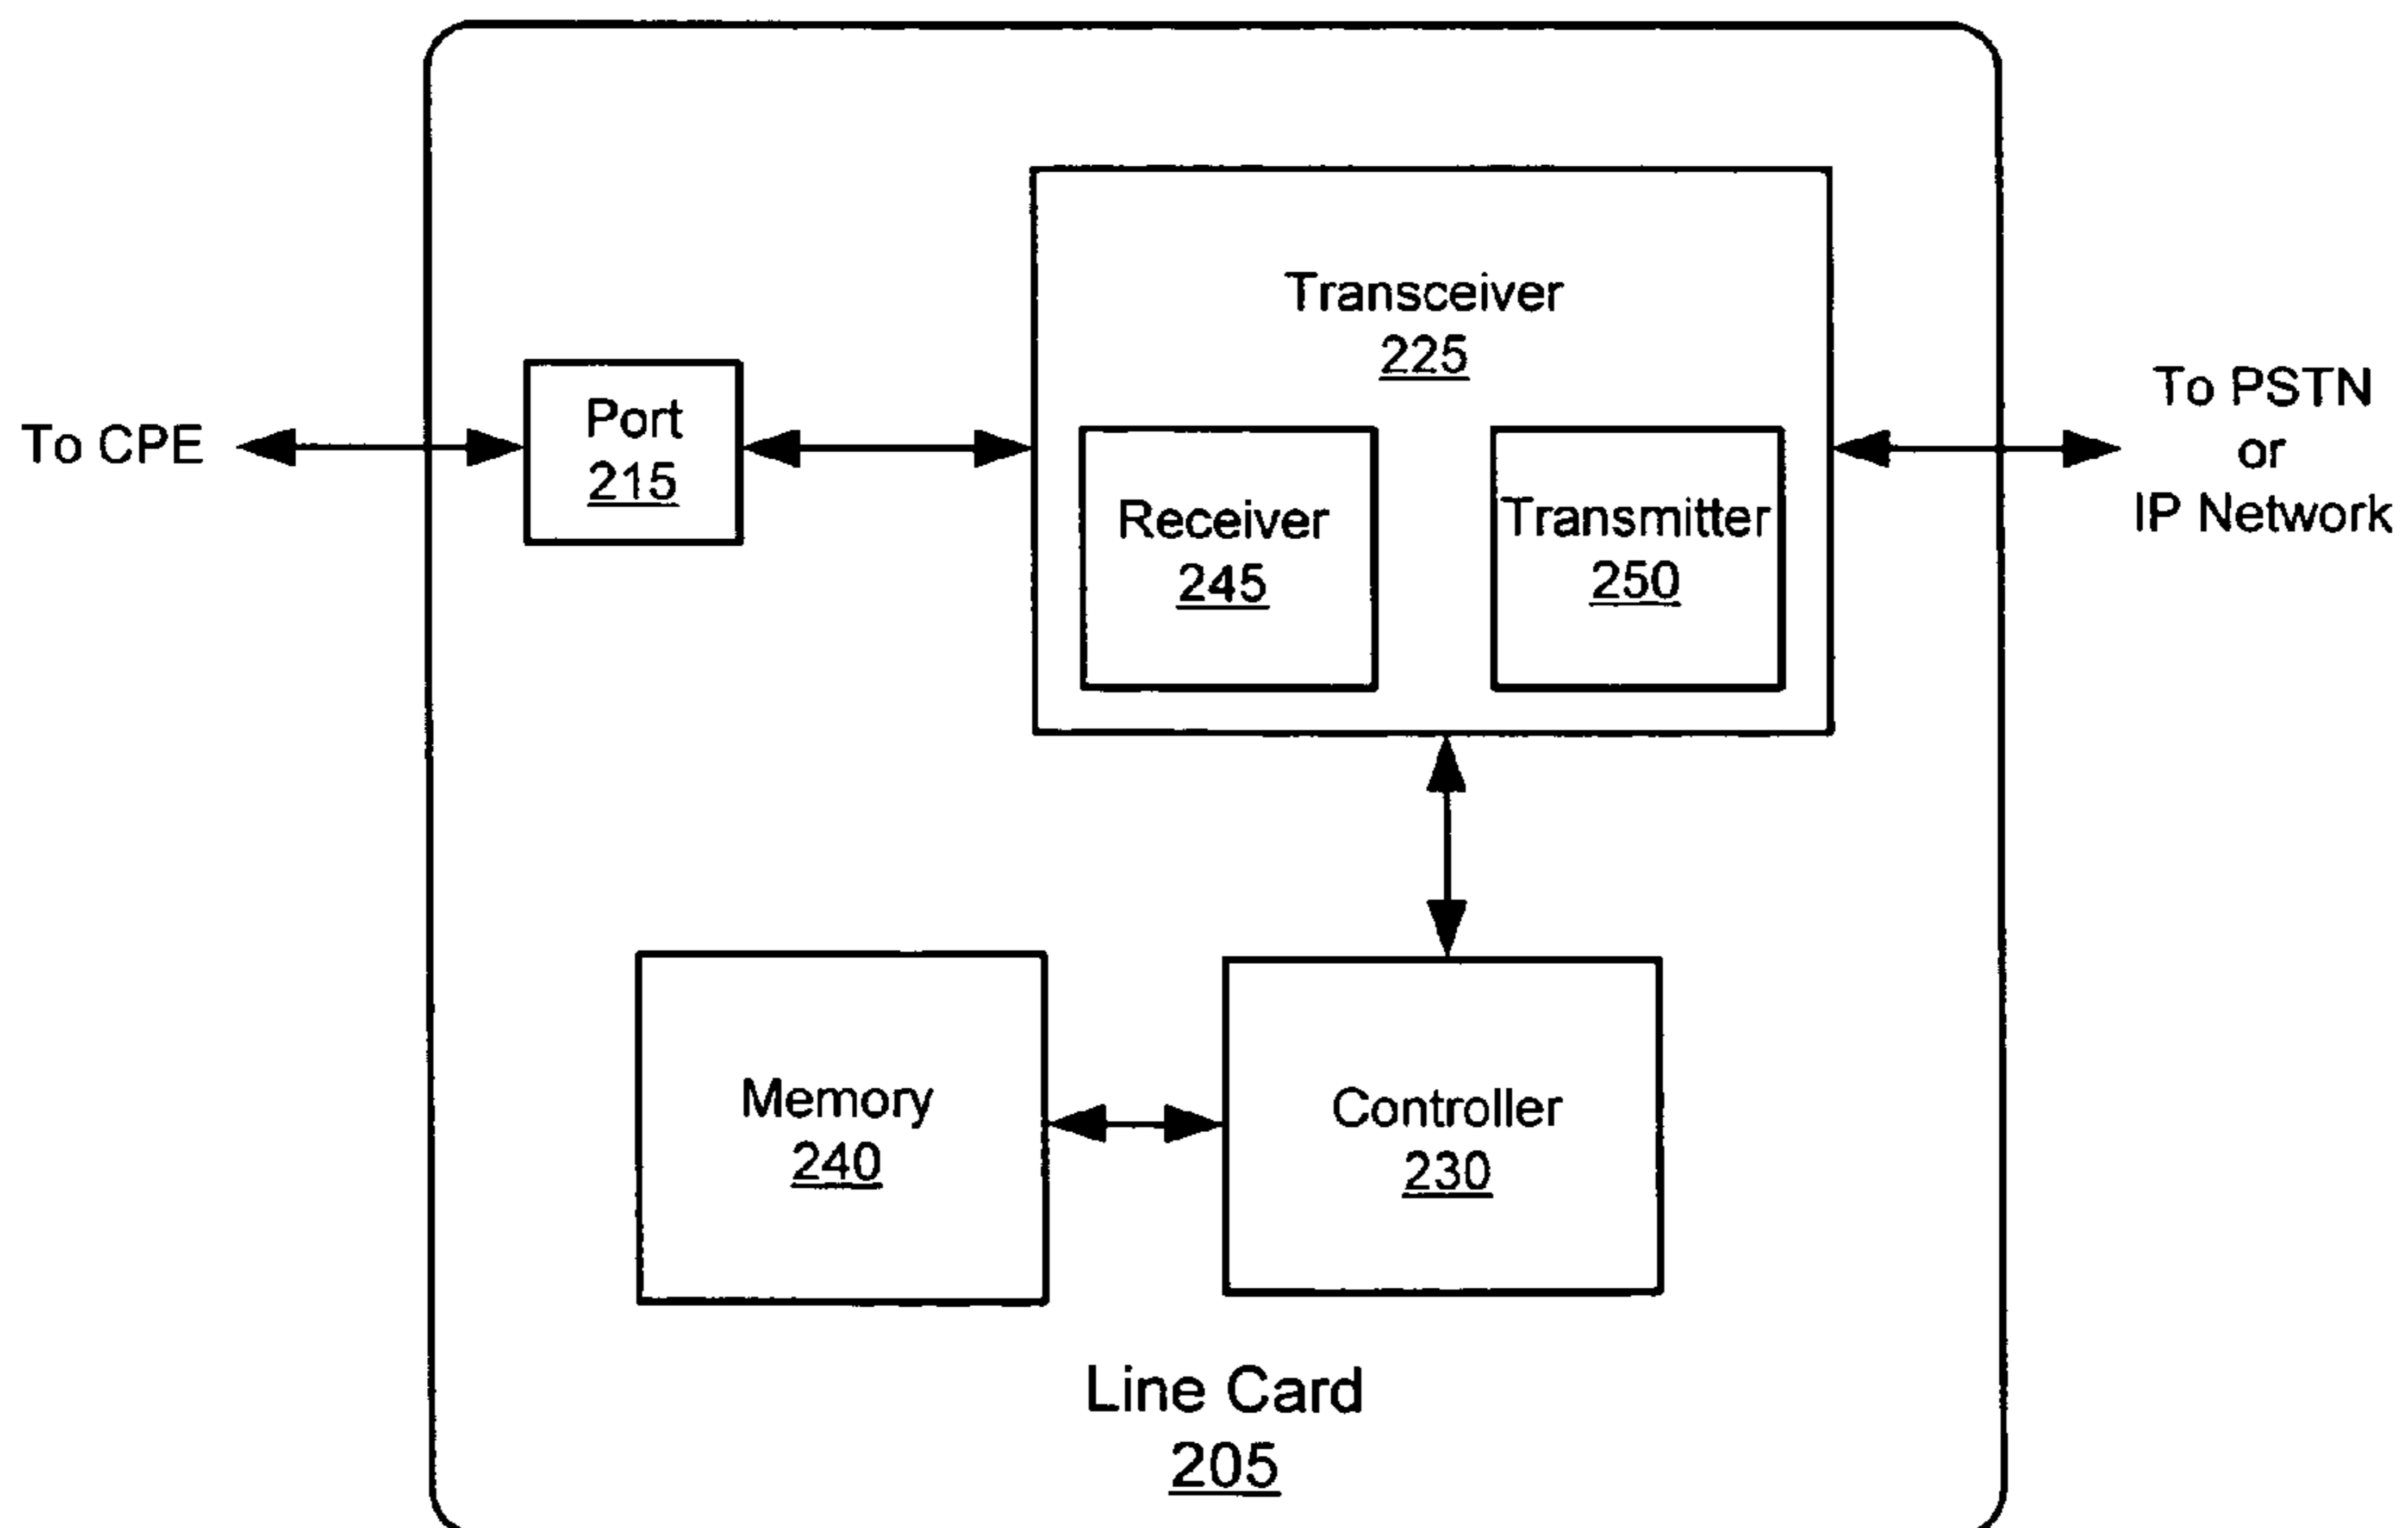 Transceiver
225
To CPE
Port
215
Receiver
245
Transmitter
250
To PSTN
or
IP Network
Memory
240
Controller
230
Line Card
205